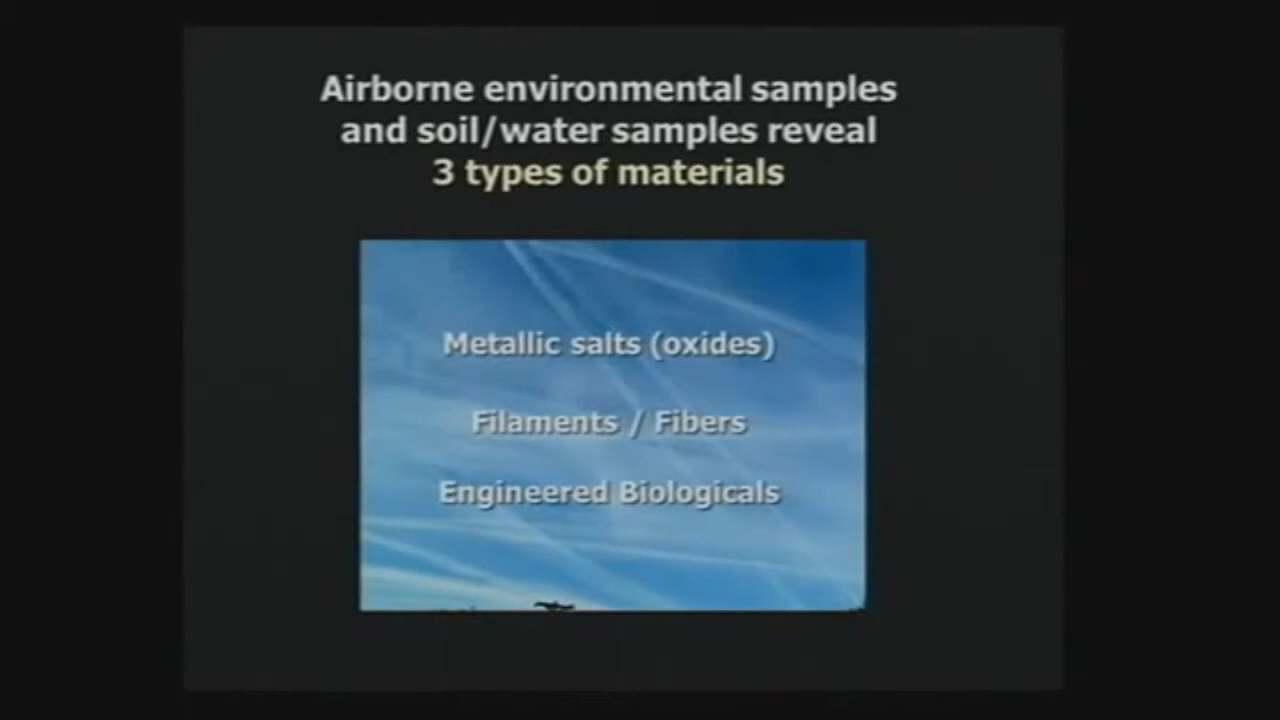 Airborne environmental samples
and soil/water samples reveal
3 types of materials
Metallic salts (oxides)
Filaments / Fibers
Engineered Biologicals